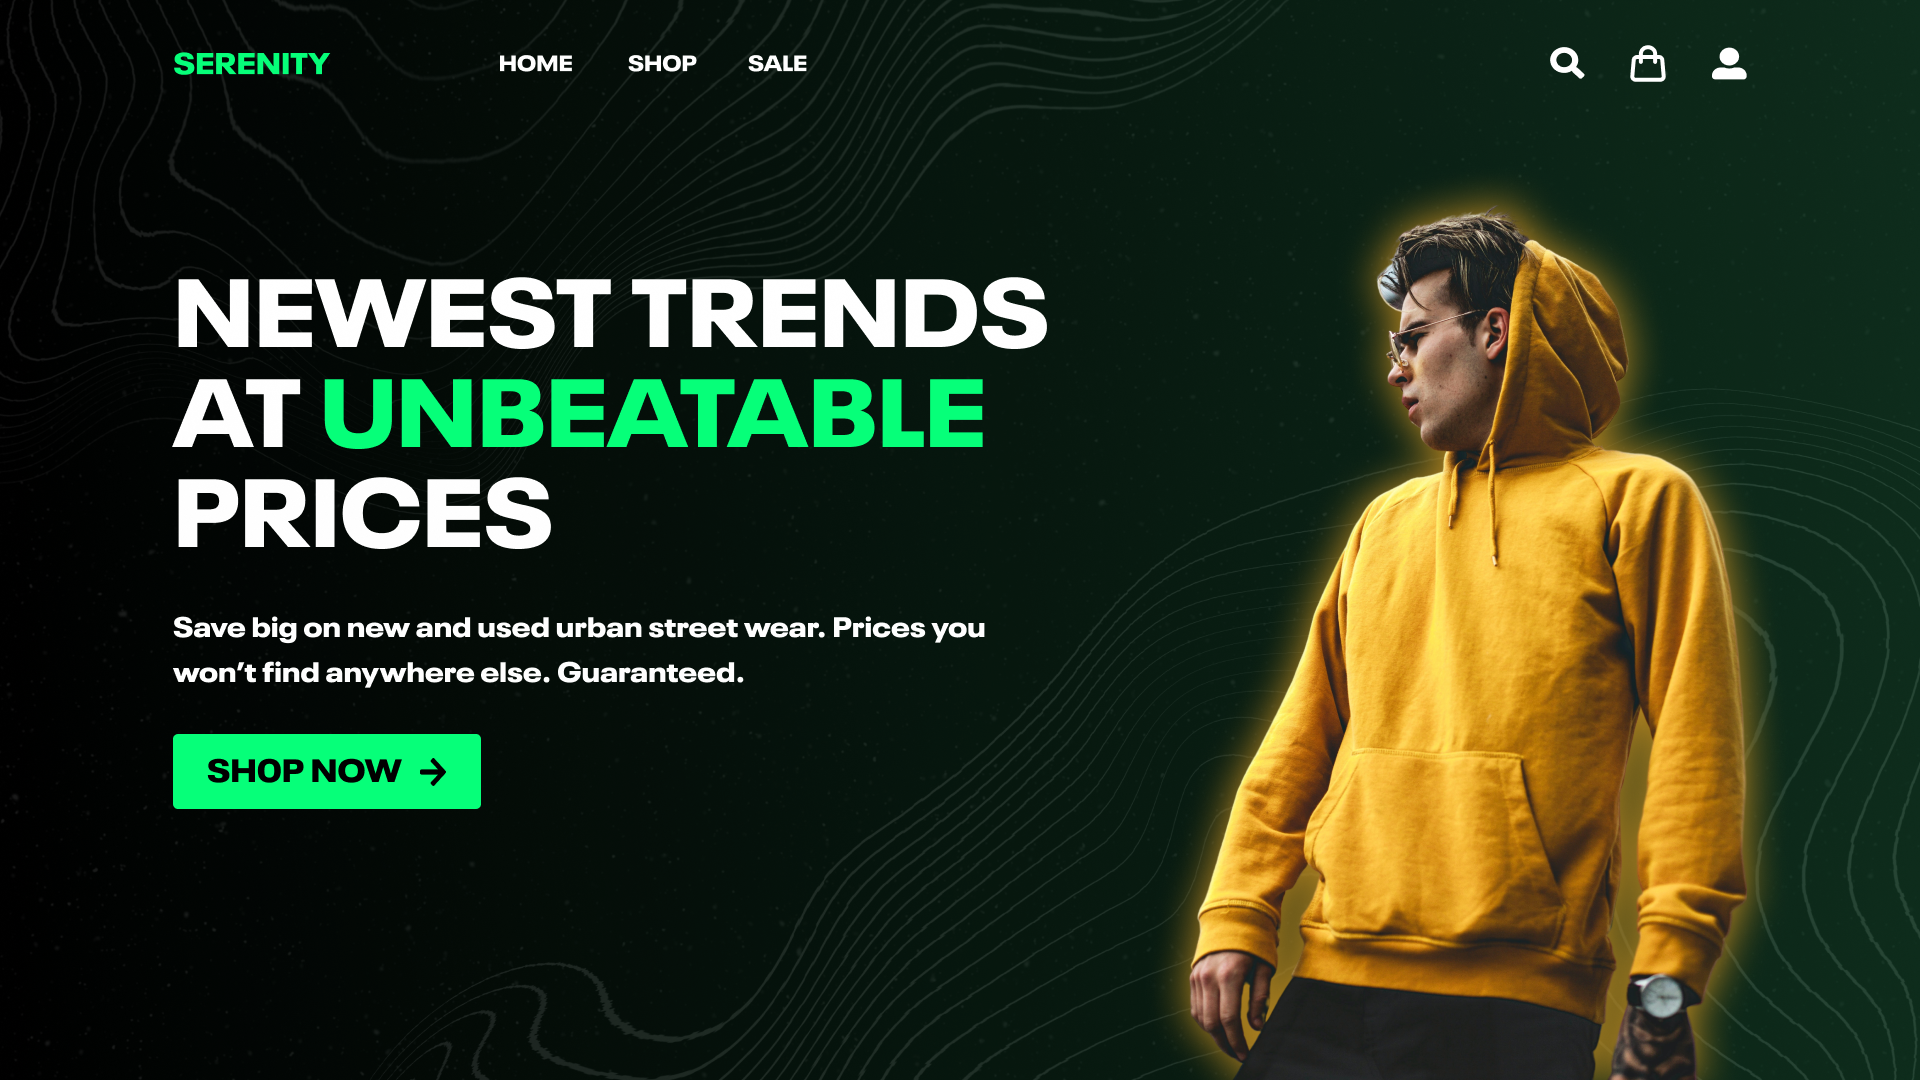 SERENITY
HOME SHOP SALE
NEWEST TRENDS
AT UNBEATABLE
PRICES
Save big on new and used urban street wear. Prices you
won’t find anywhere else. Guaranteed.
SHOP NOW